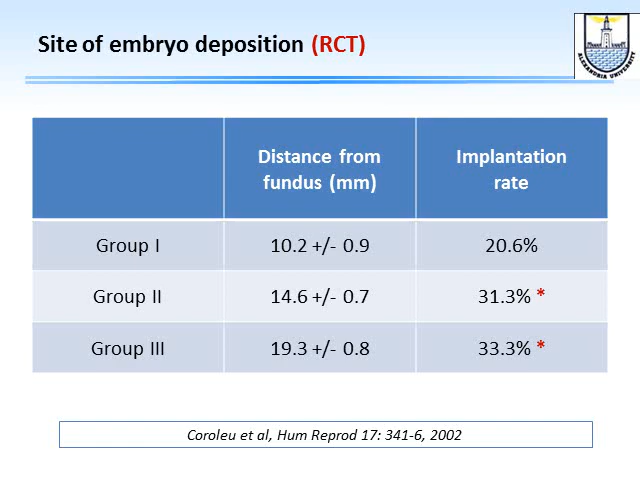 Site of embryo deposition (RCT)
ALEXANDRIA UNIVERSITY
Distance from
fundus (mm)
Implantation
rate
Group I
10.2 +/- 0.9
20.6%
Group II
14.6 +/- 0.7
31.3% *
Group III
19.3 +/- 0.8
33.3% *
Coroleu et al, Hum Reprod 17: 341-6, 2002